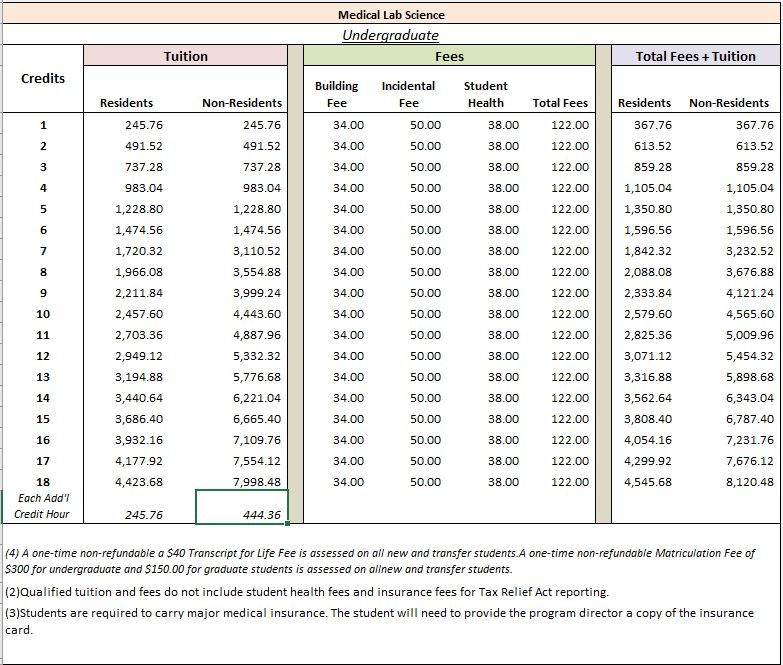 Medical Lab Science
Undergraduate
Tuition Fees Total Fees + Tuition
Credits
Building Incidental Student
Residents Non-Residents Fee Fee Health Total Fees Residents Non-Residents
1 245.76 245.76 34.00 50.00 38.00 122.00 367.76 367.76
2 491.52 491.52 34.00 50.00 38.00 122.00 613.52 613.52
3 737.28 737.28 34.00 50.00 38.00 122.00 859.28 859.28
4 983.04 983.04 34.00 50.00 38.00 122.00 1,105.04 1,105.04
5 1,228.80 1,228.80 34.00 50.00 38.00 122.00 1,350.80 1,350.80
6 1,474.56 1,474.56 34.00 50.00 38.00 122.00 1,596.56 1,596.56
7 1,720.32 3,110.52 34.00 50.00 38.00 122.00 1,842.32 3,232.52
8 1,966.08 3,554.88 34.00 50.00 38.00 122.00 2,088.08 3,676.88
9 2,211.84 3,999.24 34.00 50.00 38.00 122.00 2,333.84 4,121.24
10 2,457.60 4,443.60 34.00 50.00 38.00 122.00 2,579.60 4,565.60
11 2,703.36 4,887.96 34.00 50.00 38.00 122.00 2,825.36 5,009.96
12 2,949.12 5,332.32 34.00 50.00 38.00 122.00 3,071.12 5,454.32
13 3,194.88 5,776.68 34.00 50.00 38.00 122.00 3,316.88 5,898.68
14 3,440.64 6,221.04 34.00 50.00 38.00 122.00 3,562.64 6,343.04
15 3,686.40 6,665.40 34.00 50.00 38.00 122.00 3,808.40 6,787.40
16 3,932.16 7,109.76 34.00 50.00 38.00 122.00 4,054.16 7,231.76
17 4,177.92 7,554.12 34.00 50.00 38.00 122.00 4,299.92 7,676.12
18 4,423.68 7,998.48 34.00 50.00 38.00 122.00 4,545.68 8,120.48
Each Add'l
Credit Hour 245.76 444.36
(4) A one-time non-refundable a $40 Transcript for Life Fee is assessed on all new and transfer students.A one-time non-refundable Matriculation Fee of
$300 for undergraduate and $150.00 for graduate students is assessed on allnew and transfer students.
(2)Qualified tuition and fees do not include student health fees and insurance fees for Tax Relief Act reporting.
(3)Students are required to carry major medical insurance. The student will need to provide the program director a copy of the insurance
card.